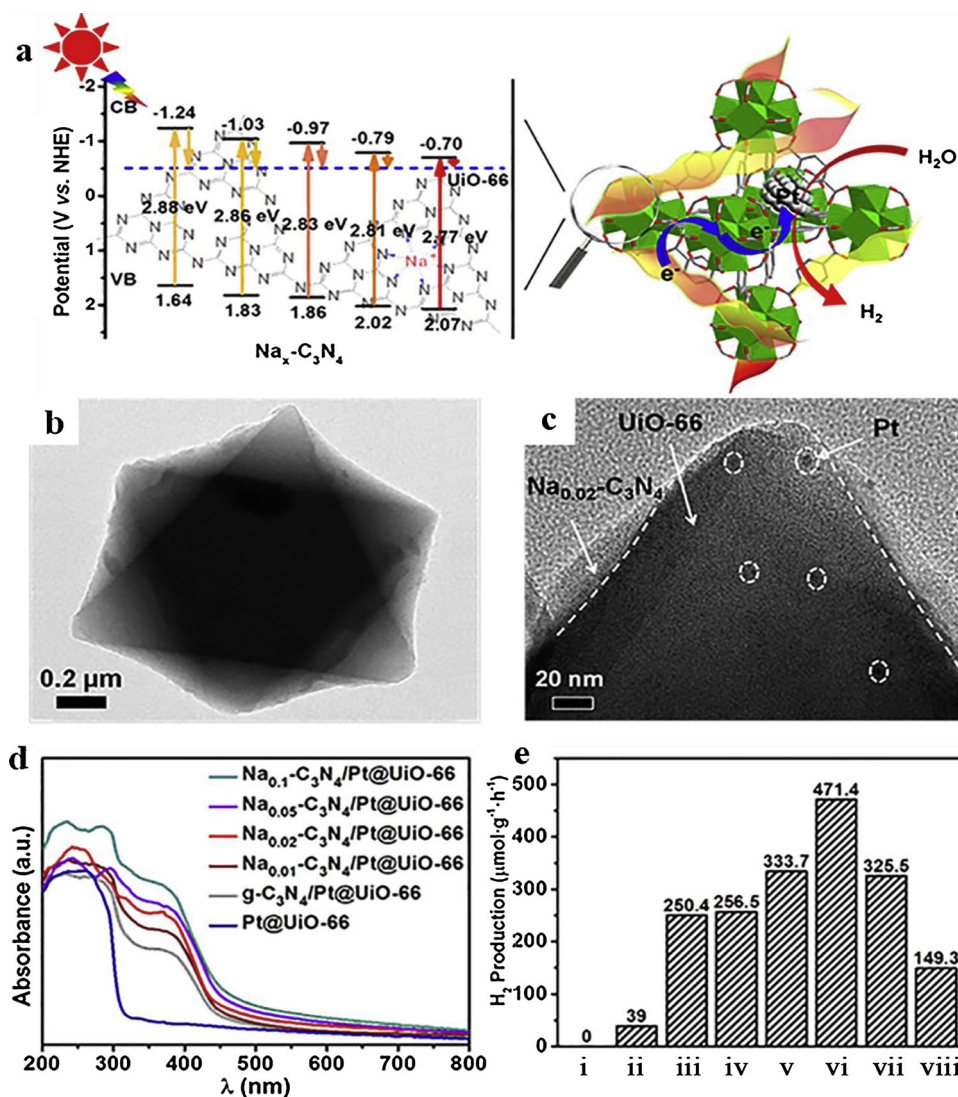 a
CB
VB
Potential (V vs. NHE)
-2
-1
0
1
2
-1.24
-1.03
-0.97
-0.79
-0.70
UiO-66
2.88 eV
2.86 eV
2.83 eV
2.81 eV
2.77 eV
Na⁺
1.64
1.83
1.86
2.02
2.07
Naₓ-C₃N₄
Pt
H₂O
e⁻
e⁻
H₂
b
0.2 µm
c
UiO-66
Pt
Na₀.₀₂-C₃N₄
20 nm
d
Absorbance (a.u.)
Na₀.₁-C₃N₄/Pt@UiO-66
Na₀.₀₅-C₃N₄/Pt@UiO-66
Na₀.₀₂-C₃N₄/Pt@UiO-66
Na₀.₀₁-C₃N₄/Pt@UiO-66
g-C₃N₄/Pt@UiO-66
Pt@UiO-66
200 300 400 500 600 700 800
λ (nm)
e
H₂ Production (µmol·g⁻¹·h⁻¹)
500
400
300
200
100
0
0
39
250.4
256.5
333.7
471.4
325.5
149.3
i ii iii iv v vi vii viii